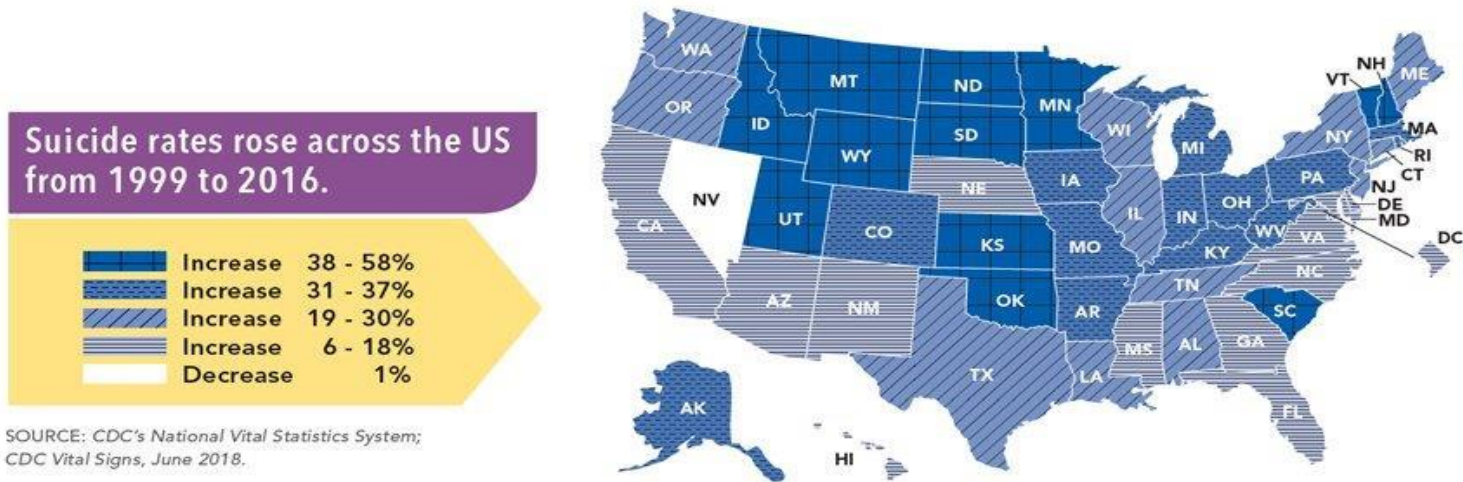 Suicide rates rose across the US
from 1999 to 2016.
Increase 38 - 58%
Increase 31 - 37%
Increase 19 - 30%
Increase 6 - 18%
Decrease 1%
SOURCE: CDC's National Vital Statistics System;
CDC Vital Signs, June 2018.
WA
OR
CA
NV
ID
MT
WY
UT
AZ
CO
NM
ND
SD
NE
KS
OK
TX
MN
IA
MO
AR
LA
WI
IL
MI
IN
OH
KY
TN
MS
AL
GA
FL
SC
NC
VA
WV
PA
NY
VT
NH
ME
MA
RI
CT
NJ
DE
MD
DC
AK
HI